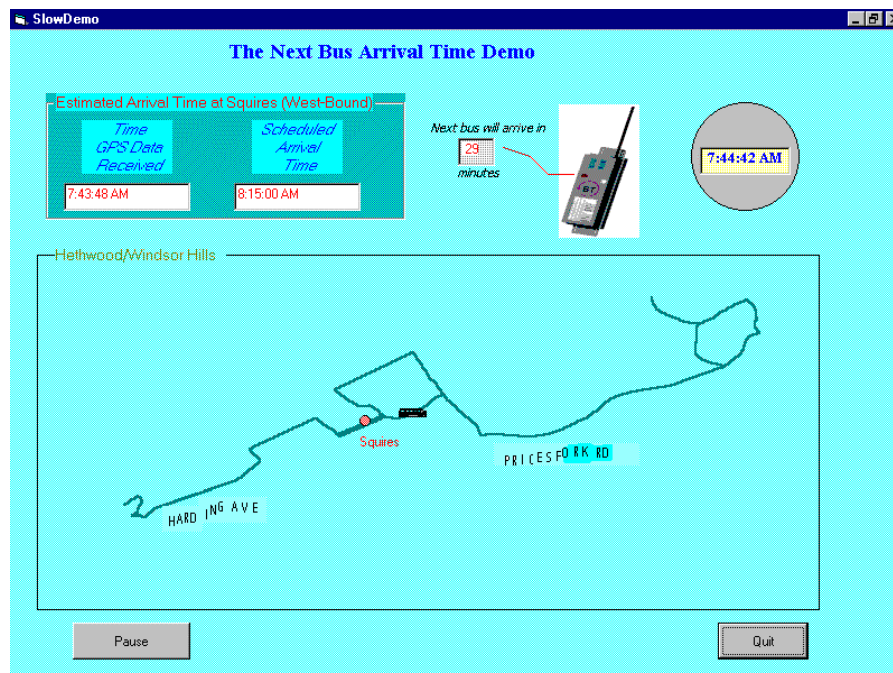 SlowDemo
The Next Bus Arrival Time Demo
Estimated Arrival Time at Squires (West-Bound)
Time
GPS Data
Received
Scheduled
Arrival
Time
7:43:48 AM
8:15:00 AM
Next bus will arrive in
29
minutes
BT
7:44:42 AM
Hethwood/Windsor Hills
Squires
PRICES FORK RD
HARDING AVE
Pause
Quit